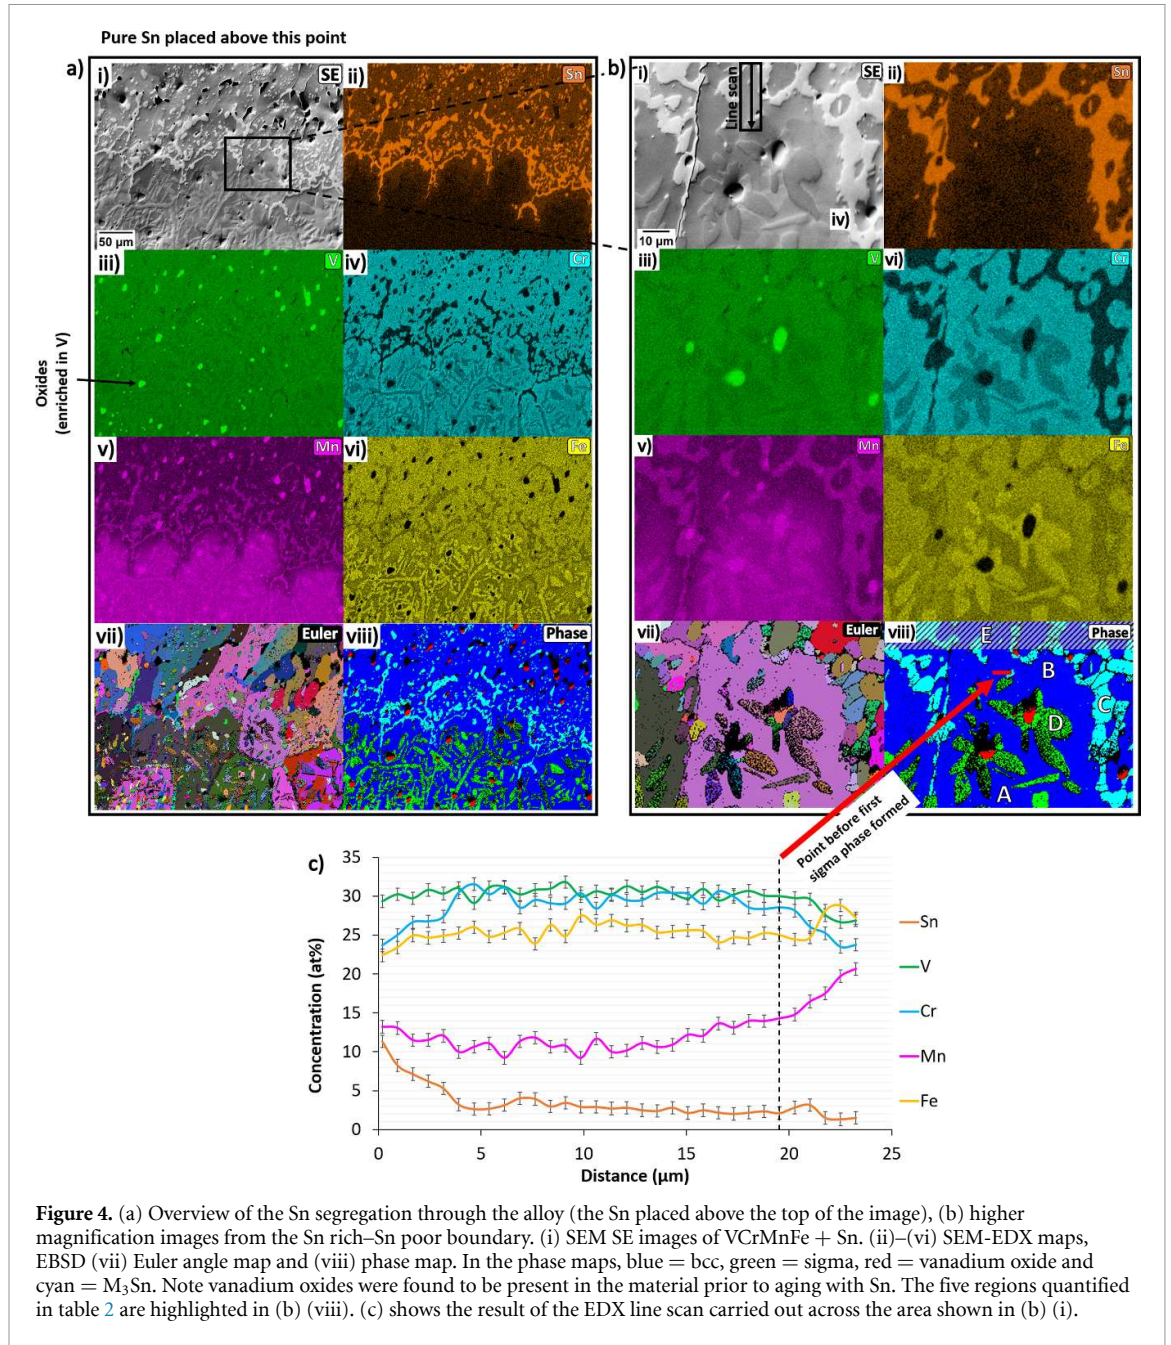 Pure Sn placed above this point
a)
i)
SE
50 µm
ii)
Sn
iii)
V
iv)
Cr
Oxides
(enriched in V)
v)
Mn
vi)
Fe
vii)
Euler
viii)
Phase
b)
i)
SE
Line scan
iv)
10 µm
ii)
Sn
iii)
V
vi)
Cr
v)
Mn
Fe
vii)
Euler
viii)
Phase
E
B
C
D
A
Point before first
sigma phase formed
c)
35
30
25
20
15
10
5
0
Concentration (at%)
0
5
10
15
20
25
Distance (µm)
Sn
V
Cr
Mn
Fe
Figure 4. (a) Overview of the Sn segregation through the alloy (the Sn placed above the top of the image), (b) higher
magnification images from the Sn rich–Sn poor boundary. (i) SEM SE images of VCrMnFe + Sn. (ii)–(vi) SEM-EDX maps,
EBSD (vii) Euler angle map and (viii) phase map. In the phase maps, blue = bcc, green = sigma, red = vanadium oxide and
cyan = M₃Sn. Note vanadium oxides were found to be present in the material prior to aging with Sn. The five regions quantified
in table 2 are highlighted in (b) (viii). (c) shows the result of the EDX line scan carried out across the area shown in (b) (i).